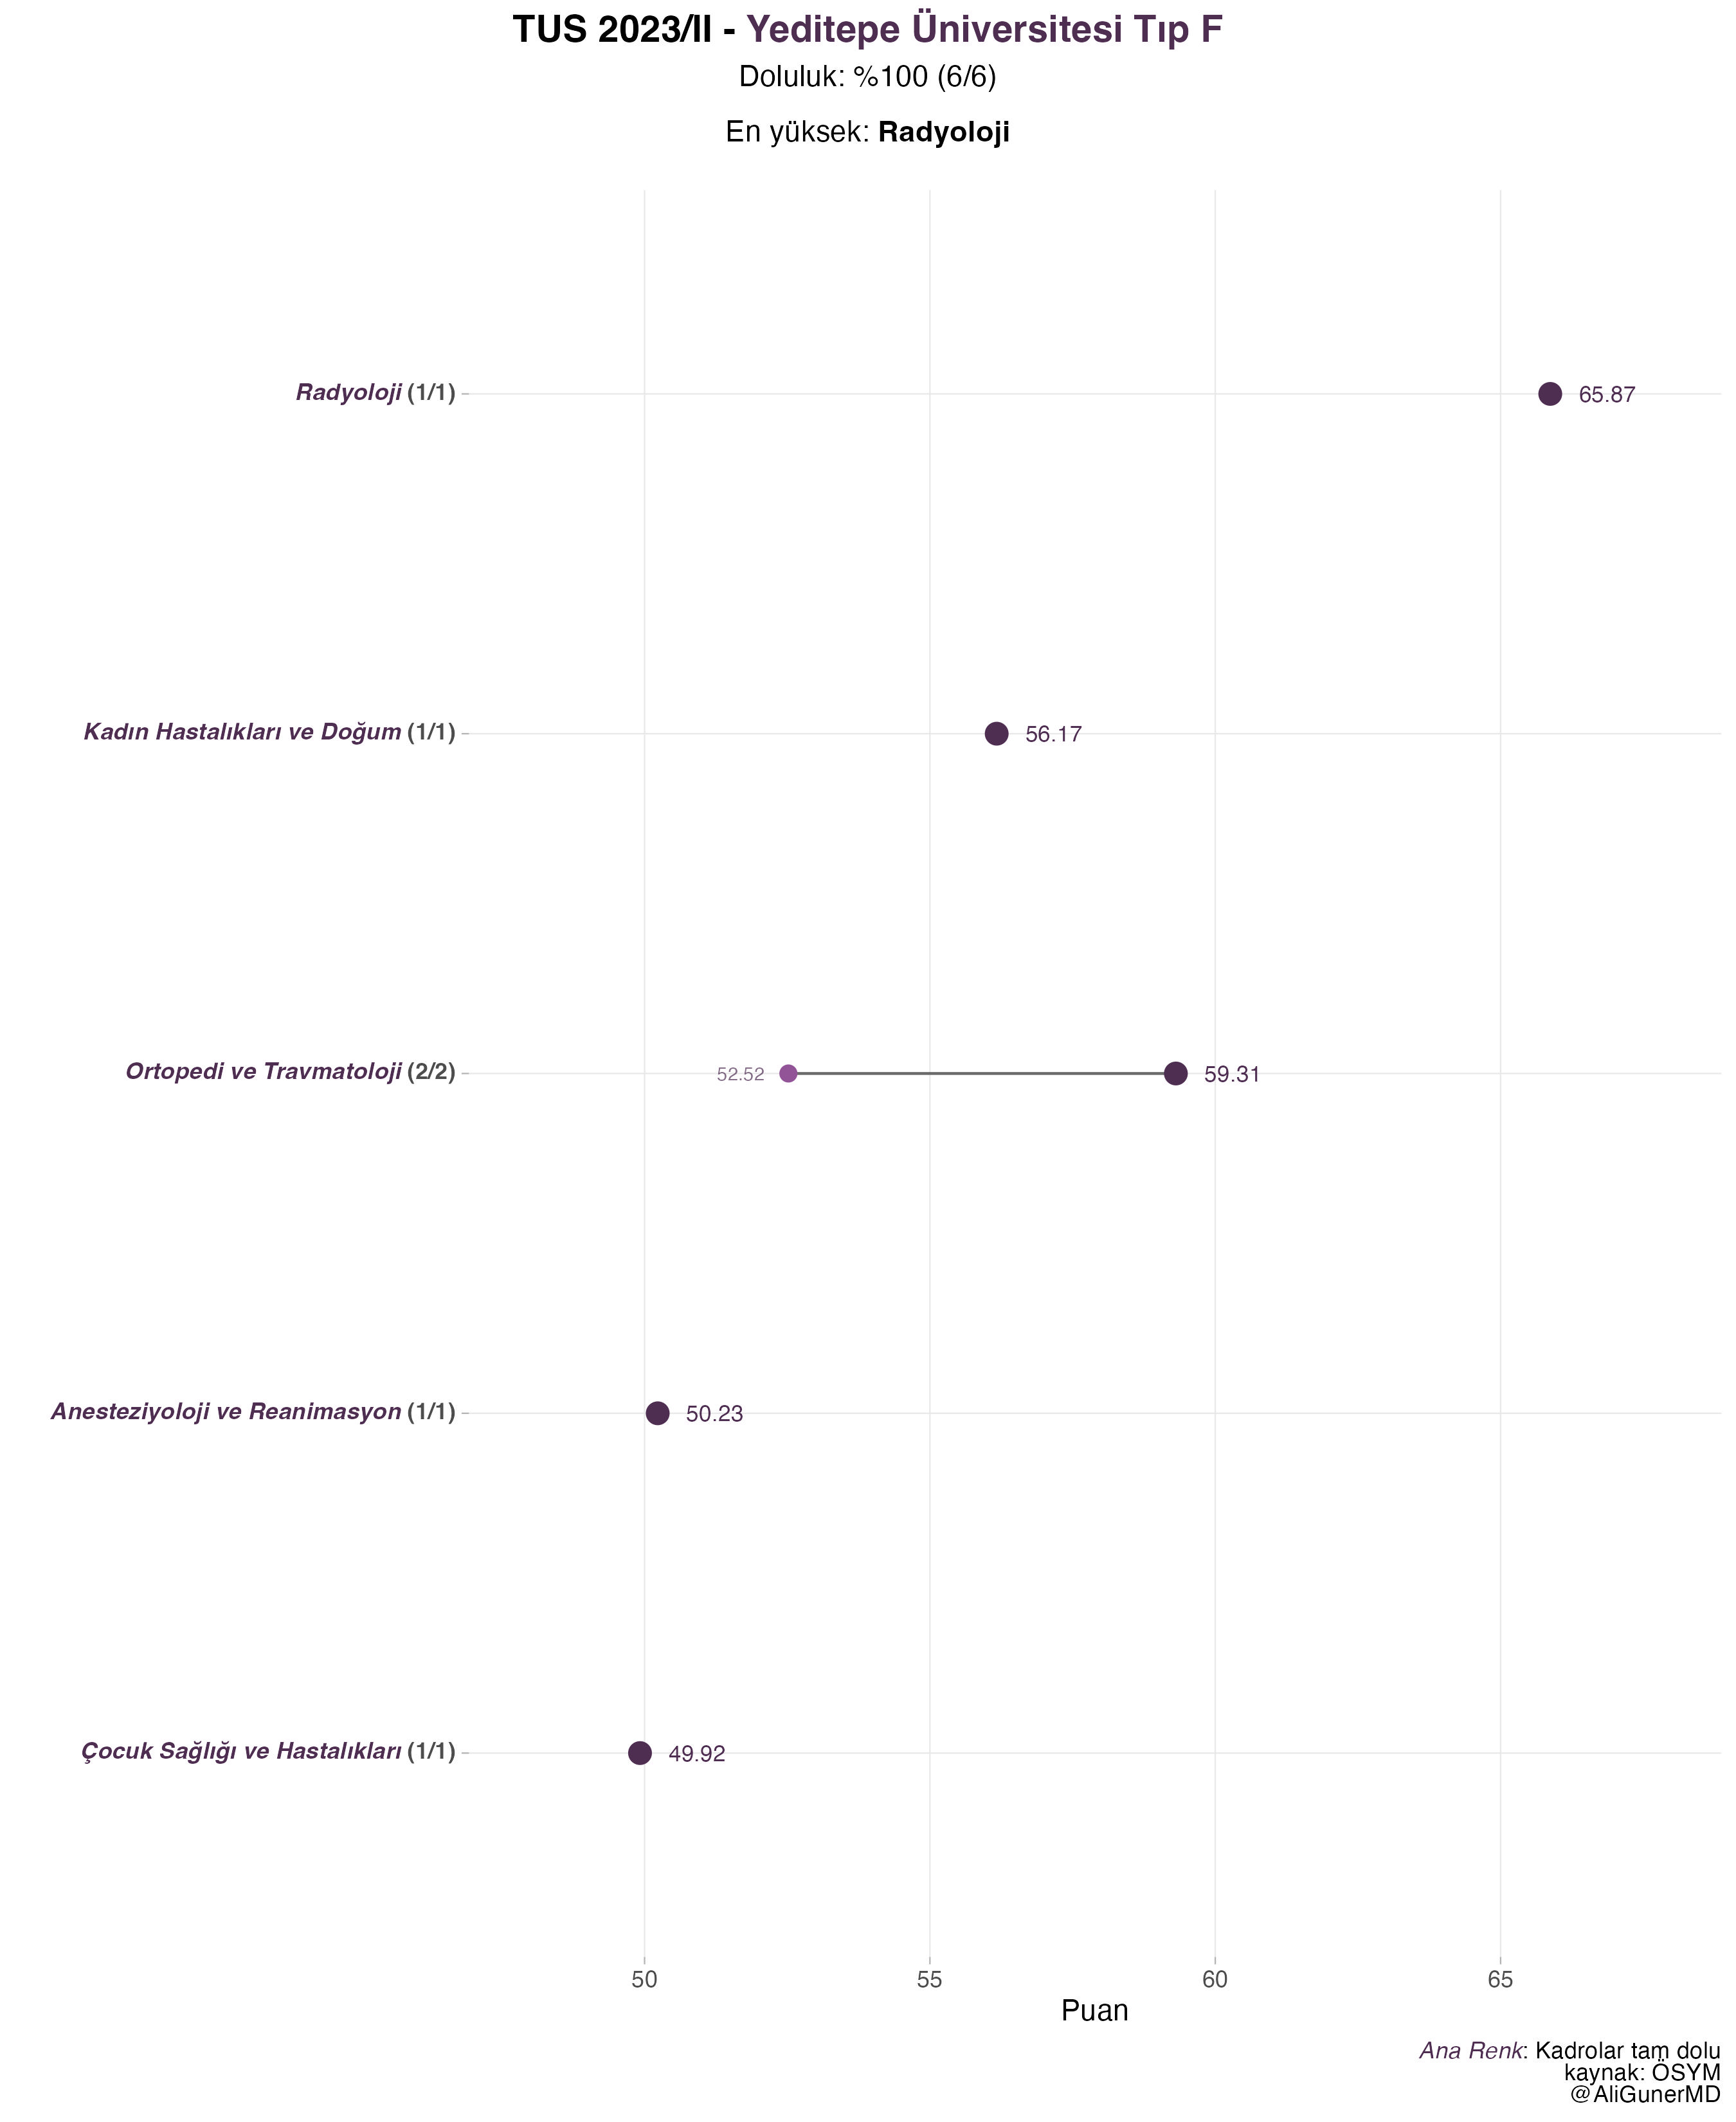 TUS 2023/II - Yeditepe Üniversitesi Tıp F
Doluluk: %100 (6/6)
En yüksek: Radyoloji
Radyoloji (1/1)
65.87
Kadın Hastalıkları ve Doğum (1/1)
56.17
Ortopedi ve Travmatoloji (2/2)
52.52
59.31
Anesteziyoloji ve Reanimasyon (1/1)
50.23
Çocuk Sağlığı ve Hastalıkları (1/1)
49.92
50 55 60 65
Puan
Ana Renk: Kadrolar tam dolu
kaynak: ÖSYM
@AliGunerMD